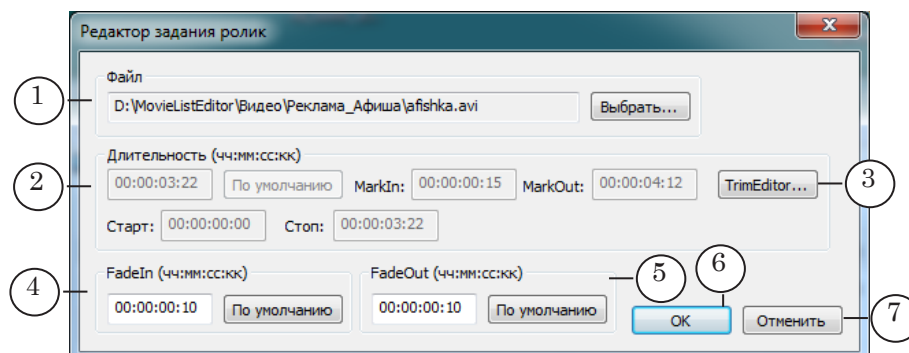 Редактор задания ролик
Файл
1
D:\MovieListEditor\Видео\Реклама_Афиша\afishka.avi Выбрать...
Длительность (чч:мм:сс:кк)
2 00:00:03:22 По умолчанию MarkIn: 00:00:00:15 MarkOut: 00:00:04:12 TrimEditor... 3
Старт: 00:00:00:00 Стоп: 00:00:03:22
FadeIn (чч:мм:сс:кк) FadeOut (чч:мм:сс:кк) 5 6
4 00:00:00:10 По умолчанию 00:00:00:10 По умолчанию OK Отменить 7